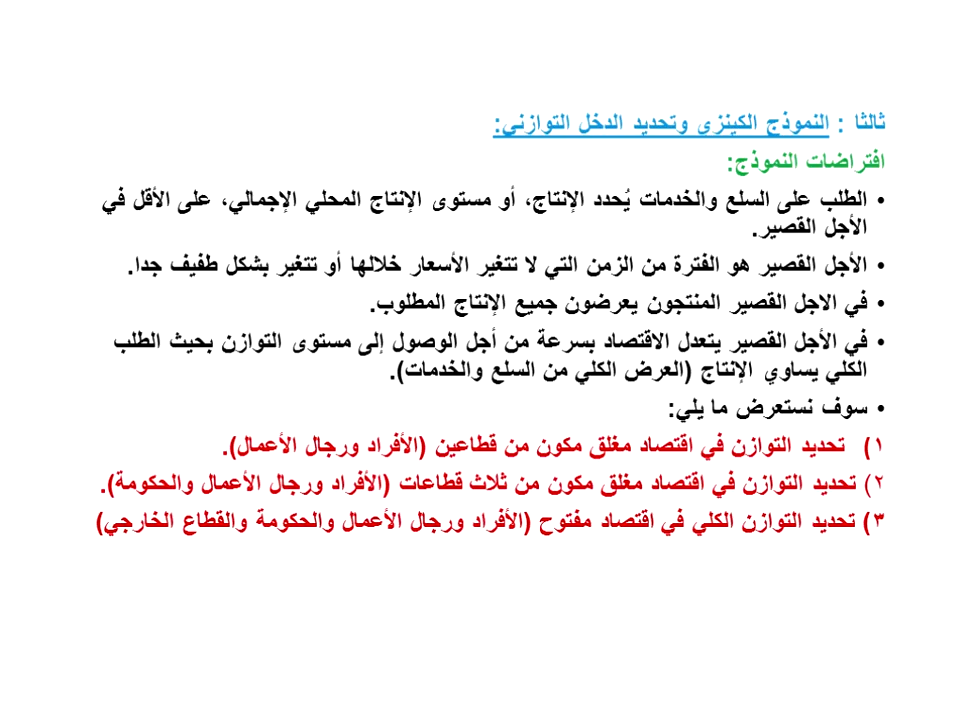 ثالثا : النموذج الكينزى وتحديد الدخل التوازني:
افتراضات النموذج:
• الطلب على السلع والخدمات يُحدد الإنتاج، أو مستوى الإنتاج المحلي الإجمالي، على الأقل في
الأجل القصير.
• الأجل القصير هو الفترة من الزمن التي لا تتغير الأسعار خلالها أو تتغير بشكل طفيف جدا.
• في الاجل القصير المنتجون يعرضون جميع الإنتاج المطلوب.
• في الأجل القصير يتعدل الاقتصاد بسرعة من أجل الوصول إلى مستوى التوازن بحيث الطلب
الكلي يساوي الإنتاج (العرض الكلي من السلع والخدمات).
• سوف نستعرض ما يلي:
١) تحديد التوازن في اقتصاد مغلق مكون من قطاعين (الأفراد ورجال الأعمال).
٢) تحديد التوازن في اقتصاد مغلق مكون من ثلاث قطاعات (الأفراد ورجال الأعمال والحكومة).
٣) تحديد التوازن الكلي في اقتصاد مفتوح (الأفراد ورجال الأعمال والحكومة والقطاع الخارجي)